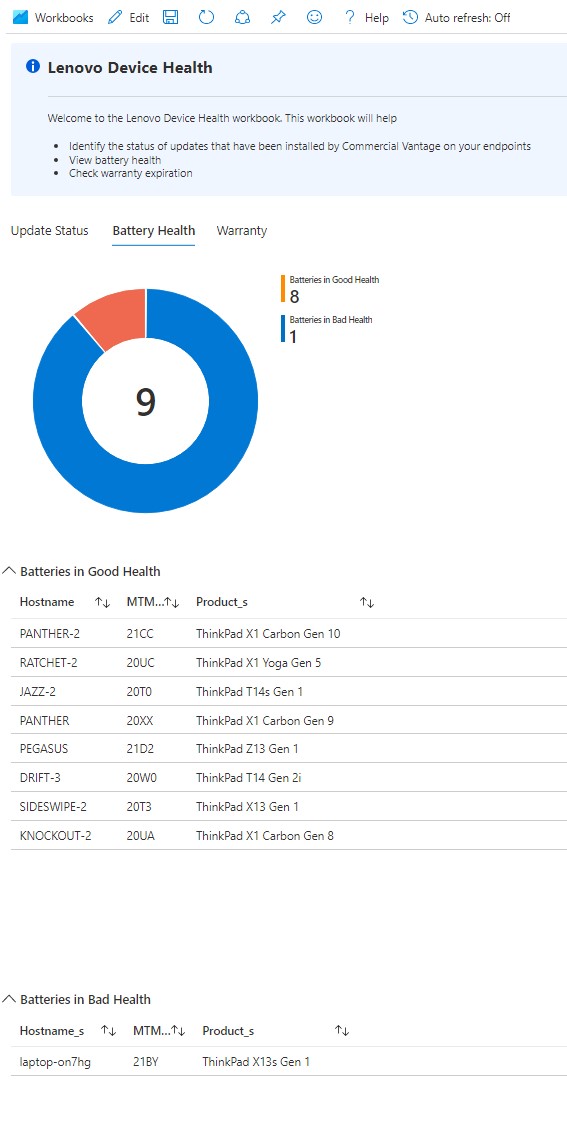 Workbooks Edit Help Auto refresh: Off
Lenovo Device Health
Welcome to the Lenovo Device Health workbook. This workbook will help
• Identify the status of updates that have been installed by Commercial Vantage on your endpoints
• View battery health
• Check warranty expiration
Update Status Battery Health Warranty
Batteries in Good Health
8
Batteries in Bad Health
1
9
Batteries in Good Health
Hostname MTM... Product_s
PANTHER-2 21CC ThinkPad X1 Carbon Gen 10
RATCHET-2 20UC ThinkPad X1 Yoga Gen 5
JAZZ-2 20T0 ThinkPad T14s Gen 1
PANTHER 20XX ThinkPad X1 Carbon Gen 9
PEGASUS 21D2 ThinkPad Z13 Gen 1
DRIFT-3 20W0 ThinkPad T14 Gen 2i
SIDESWIPE-2 20T3 ThinkPad X13 Gen 1
KNOCKOUT-2 20UA ThinkPad X1 Carbon Gen 8
Batteries in Bad Health
Hostname_s MTM... Product_s
laptop-on7hg 21BY ThinkPad X13s Gen 1